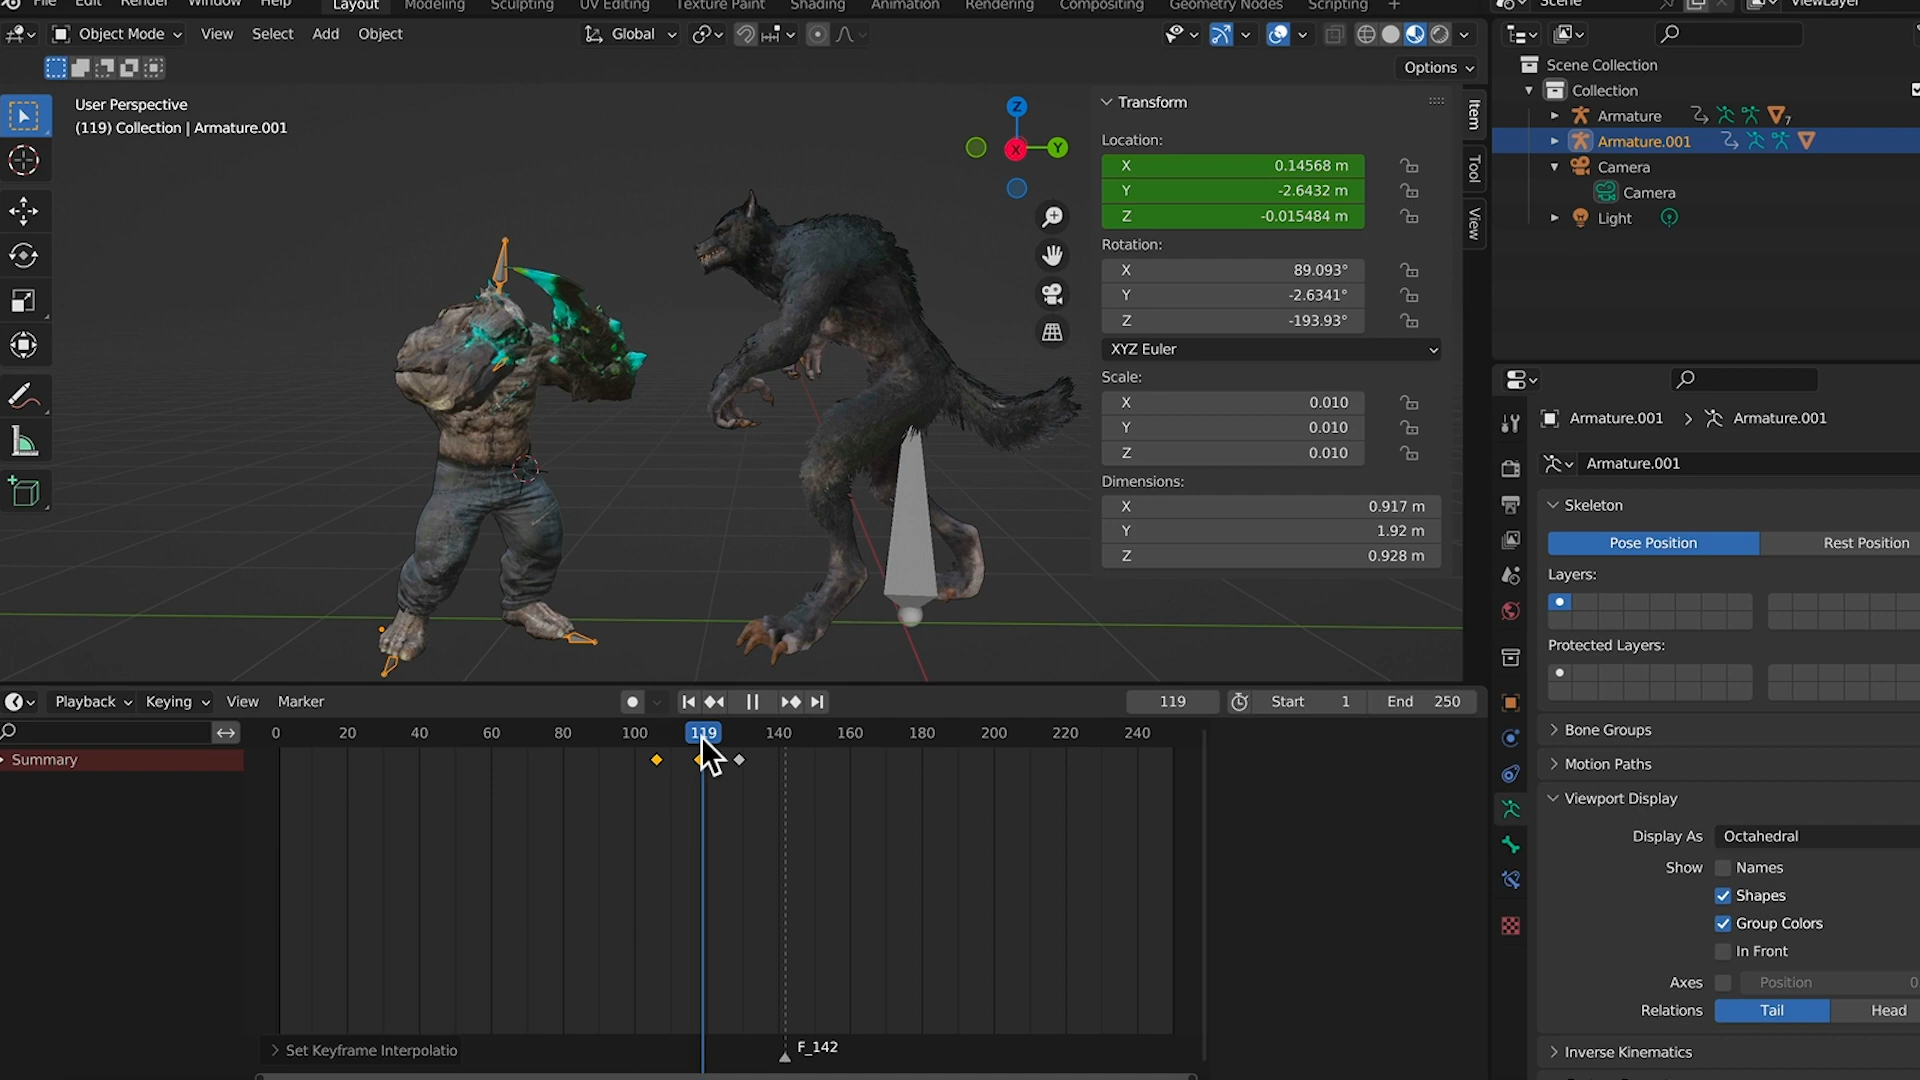 File Edit Render Window Help Layout Modeling Sculpting UV Editing Texture Paint Shading Animation Rendering Compositing Geometry Nodes Scripting + Scene ViewLayer
Object Mode View Select Add Object Global
Options
User Perspective
(119) Collection | Armature.001
Z
X
Y
Transform
Location:
X 0.14568 m
Y -2.6432 m
Z -0.015484 m
Rotation:
X 89.093°
Y -2.6341°
Z -193.93°
XYZ Euler
Scale:
X 0.010
Y 0.010
Z 0.010
Dimensions:
X 0.917 m
Y 1.92 m
Z 0.928 m
Item
Tool
View
Scene Collection
Collection
Armature 7
Armature.001
Camera
Camera
Light
Armature.001 > Armature.001
Armature.001
Skeleton
Pose Position Rest Position
Layers:
Protected Layers:
Bone Groups
Motion Paths
Viewport Display
Display As Octahedral
Show Names
Shapes
Group Colors
In Front
Axes Position 0
Relations Tail Head
Inverse Kinematics
Playback Keying View Marker 119 Start 1 End 250
0 20 40 60 80 100 119 140 160 180 200 220 240
Summary
F_142
Set Keyframe Interpolatio